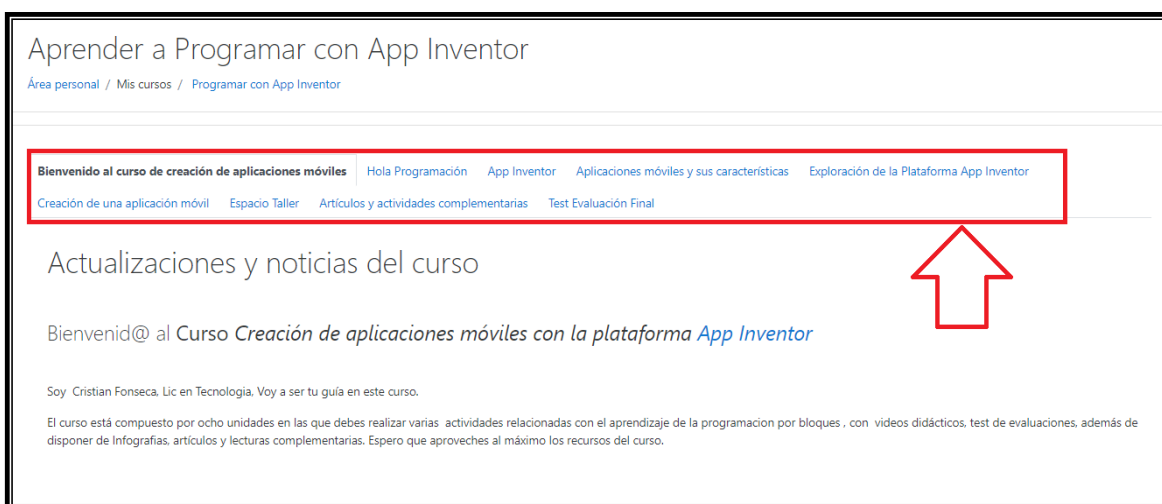 Aprender a Programar con App Inventor
Área personal / Mis cursos / Programar con App Inventor
Bienvenido al curso de creación de aplicaciones móviles Hola Programación App Inventor Aplicaciones móviles y sus características Exploración de la Plataforma App Inventor
Creación de una aplicación móvil Espacio Taller Artículos y actividades complementarias Test Evaluación Final
Actualizaciones y noticias del curso
Bienvenid@ al Curso Creación de aplicaciones móviles con la plataforma App Inventor
Soy Cristian Fonseca, Lic en Tecnologia, Voy a ser tu guía en este curso.
El curso está compuesto por ocho unidades en las que debes realizar varias actividades relacionadas con el aprendizaje de la programacion por bloques , con videos didácticos, test de evaluaciones, además de
disponer de Infografias, artículos y lecturas complementarias. Espero que aproveches al máximo los recursos del curso.